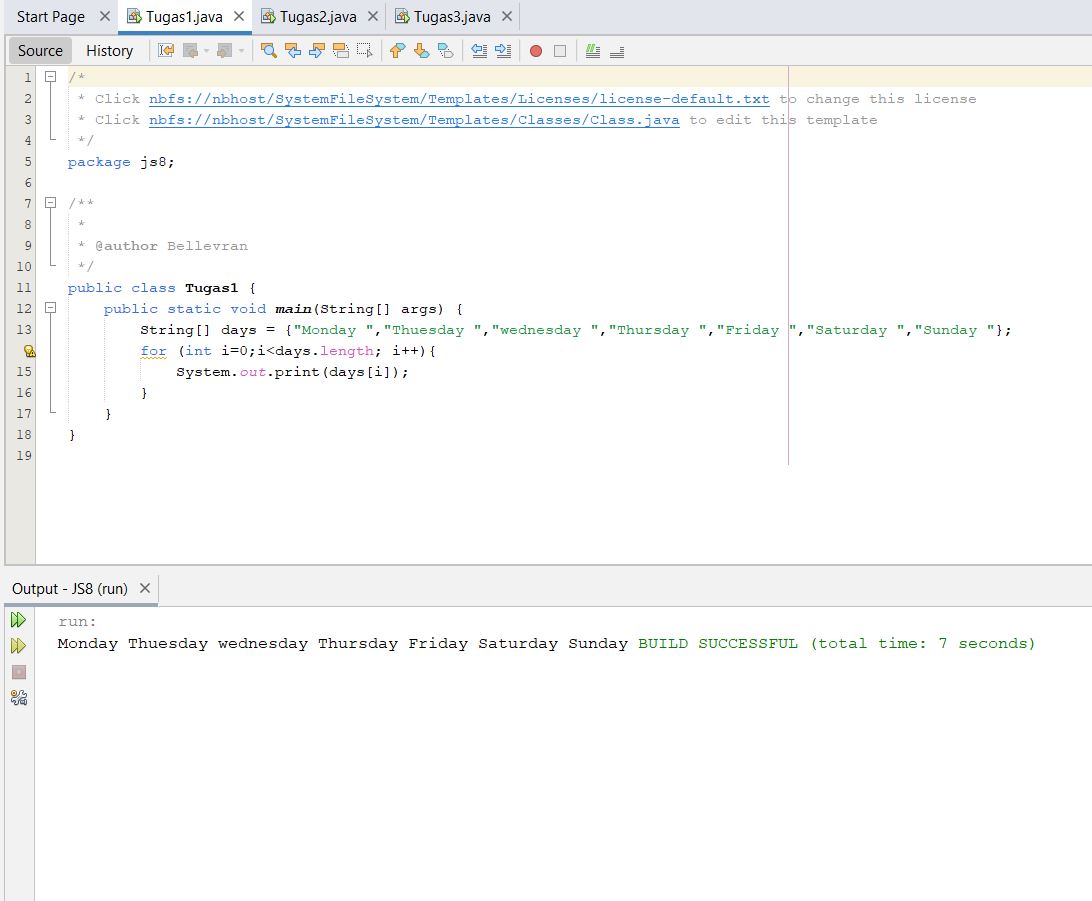 Start Page Tugas1.java Tugas2.java Tugas3.java
Source History
1 /*
2 * Click nbfs://nbhost/SystemFileSystem/Templates/Licenses/license-default.txt to change this license
3 * Click nbfs://nbhost/SystemFileSystem/Templates/Classes/Class.java to edit this template
4 */
5 package js8;
6
7 /**
8 *
9 * @author Bellevran
10 */
11 public class Tugas1 {
12 public static void main(String[] args) {
13 String[] days = {"Monday ","Thuesday ","wednesday ","Thursday ","Friday ","Saturday ","Sunday "};
for (int i=0;i<days.length; i++){
15 System.out.print(days[i]);
16 }
17 }
18 }
19
Output - JS8 (run)
run:
Monday Thuesday wednesday Thursday Friday Saturday Sunday BUILD SUCCESSFUL (total time: 7 seconds)